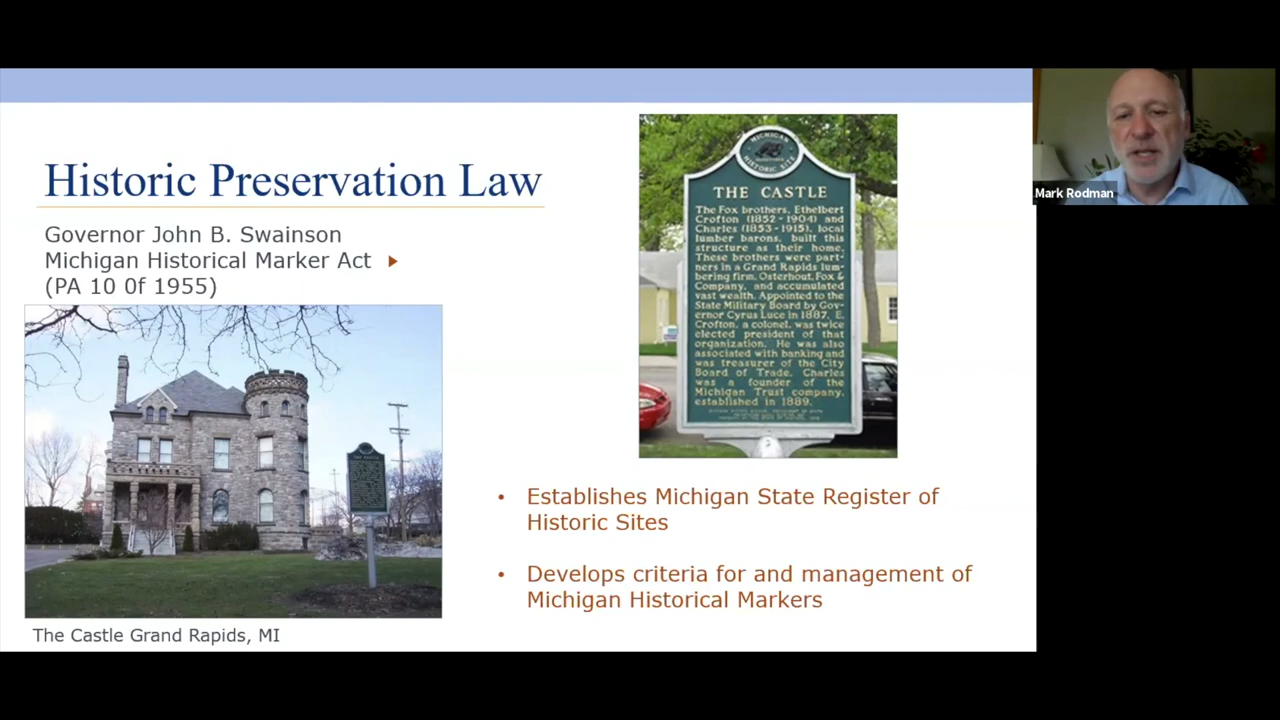 Historic Preservation Law
Governor John B. Swainson
Michigan Historical Marker Act
(PA 10 0f 1955)
The Castle Grand Rapids, MI
MICHIGAN
HISTORIC SITE
THE CASTLE
The Fox brothers, Ethelbert
Crofton (1852-1904) and
Charles (1853-1915), local
lumber barons, built this
structure as their home.
These brothers were part-
ners in a Grand Rapids lum-
bering firm, Osterhout, Fox &
Company, and accumulated
vast wealth. Appointed to the
State Military Board by Gov-
ernor Cyrus Luce in 1887, E.
Crofton, a colonel, was twice
elected president of that
organization. He was also
associated with banking and
was treasurer of the City
Board of Trade. Charles
was a founder of the
Michigan Trust company,
established in 1889.
• Establishes Michigan State Register of
Historic Sites
• Develops criteria for and management of
Michigan Historical Markers
Mark Rodman